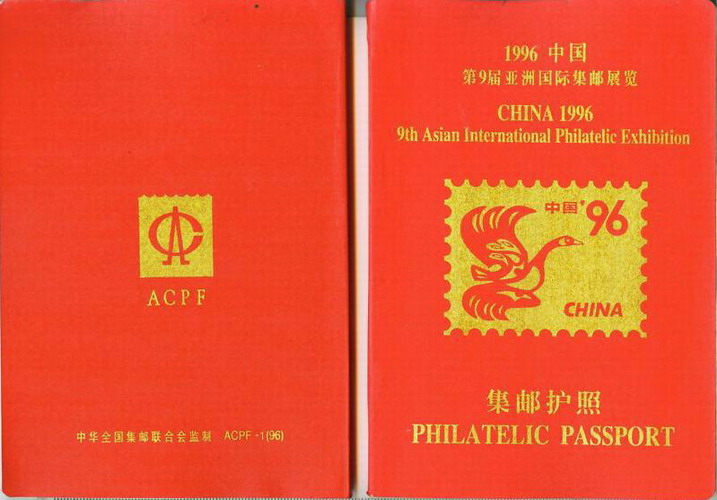 ACPF
中华全国集邮联合会监制 ACPF-1(96)
1996 中国
第9届亚洲国际集邮展览
CHINA 1996
9th Asian International Philatelic Exhibition
中国'96
CHINA
集邮护照
PHILATELIC PASSPORT